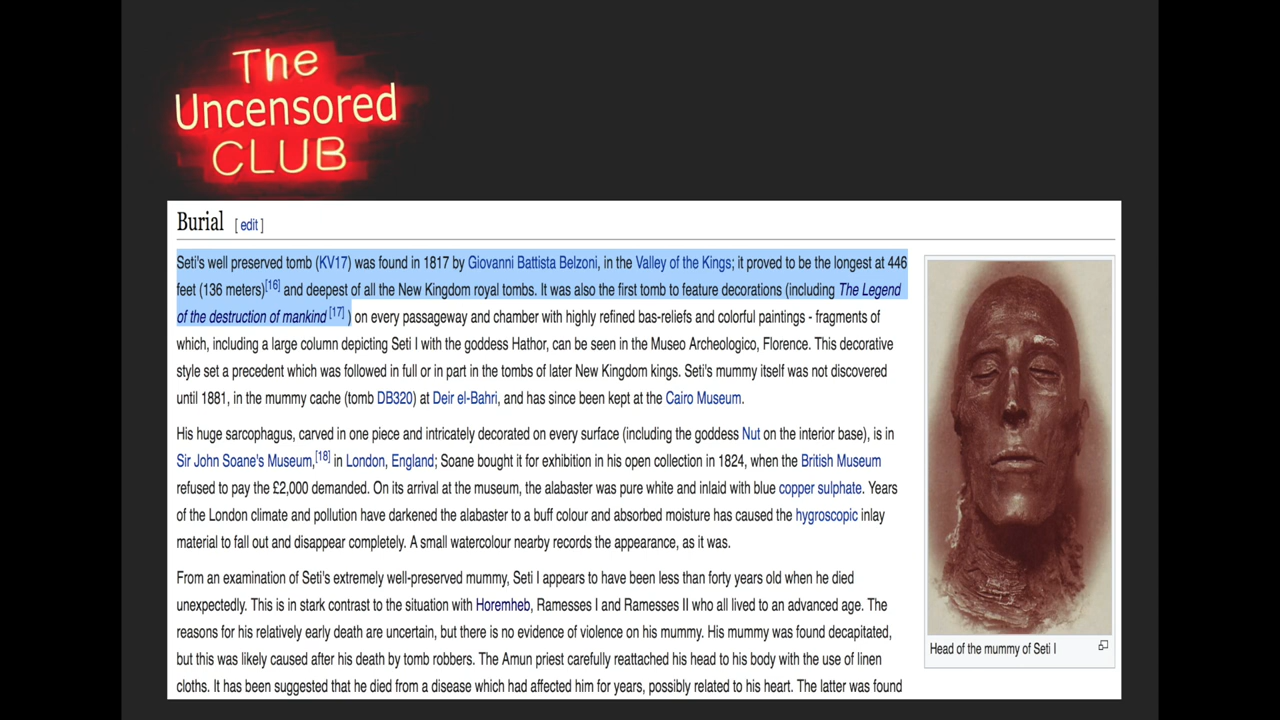 The
Uncensored
CLUB
Burial [ edit ]
Seti's well preserved tomb (KV17) was found in 1817 by Giovanni Battista Belzoni, in the Valley of the Kings; it proved to be the longest at 446
feet (136 meters)[16] and deepest of all the New Kingdom royal tombs. It was also the first tomb to feature decorations (including The Legend
of the destruction of mankind [17] ) on every passageway and chamber with highly refined bas-reliefs and colorful paintings - fragments of
which, including a large column depicting Seti I with the goddess Hathor, can be seen in the Museo Archeologico, Florence. This decorative
style set a precedent which was followed in full or in part in the tombs of later New Kingdom kings. Seti's mummy itself was not discovered
until 1881, in the mummy cache (tomb DB320) at Deir el-Bahri, and has since been kept at the Cairo Museum.
His huge sarcophagus, carved in one piece and intricately decorated on every surface (including the goddess Nut on the interior base), is in
Sir John Soane's Museum,[18] in London, England; Soane bought it for exhibition in his open collection in 1824, when the British Museum
refused to pay the £2,000 demanded. On its arrival at the museum, the alabaster was pure white and inlaid with blue copper sulphate. Years
of the London climate and pollution have darkened the alabaster to a buff colour and absorbed moisture has caused the hygroscopic inlay
material to fall out and disappear completely. A small watercolour nearby records the appearance, as it was.
From an examination of Seti's extremely well-preserved mummy, Seti I appears to have been less than forty years old when he died
unexpectedly. This is in stark contrast to the situation with Horemheb, Ramesses I and Ramesses II who all lived to an advanced age. The
reasons for his relatively early death are uncertain, but there is no evidence of violence on his mummy. His mummy was found decapitated,
but this was likely caused after his death by tomb robbers. The Amun priest carefully reattached his head to his body with the use of linen
cloths. It has been suggested that he died from a disease which had affected him for years, possibly related to his heart. The latter was found
Head of the mummy of Seti I